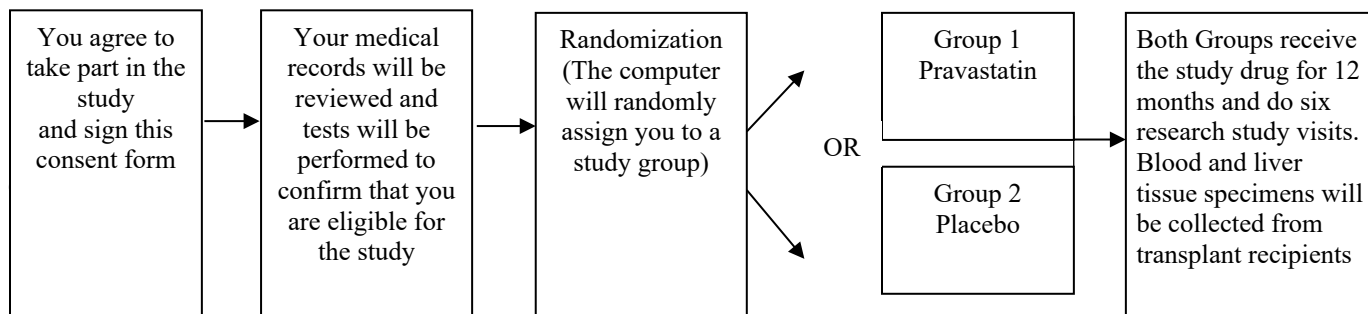 You agree to
take part in the
study
and sign this
consent form
Your medical
records will be
reviewed and
tests will be
performed to
confirm that you
are eligible for
the study
Randomization
(The computer
will randomly
assign you to a
study group)
OR
Group 1
Pravastatin
Group 2
Placebo
Both Groups receive
the study drug for 12
months and do six
research study visits.
Blood and liver
tissue specimens will
be collected from
transplant recipients